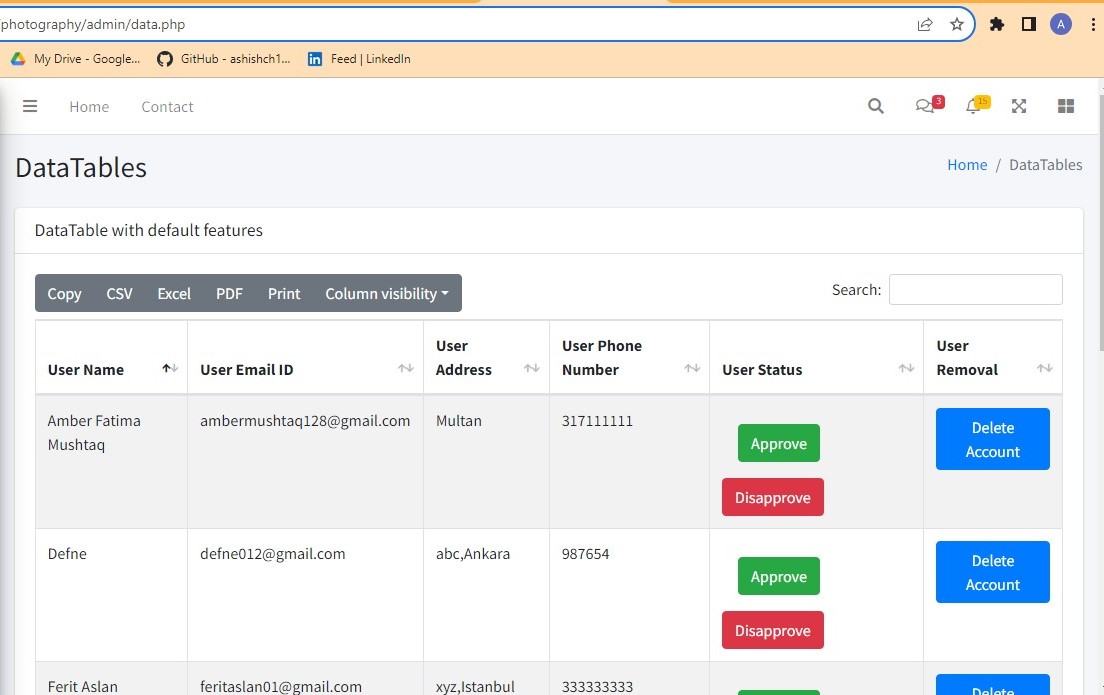 photography/admin/data.php
A
My Drive - Google...
GitHub - ashishch1...
Feed | LinkedIn
Home
Contact
3
15
DataTables
Home / DataTables
DataTable with default features
Copy CSV Excel PDF Print Column visibility
Search:
User Name
User Email ID
User Address
User Phone Number
User Status
User Removal
Amber Fatima Mushtaq
ambermushtaq128@gmail.com
Multan
317111111
Approve
Disapprove
Delete Account
Defne
defne012@gmail.com
abc,Ankara
987654
Approve
Disapprove
Delete Account
Ferit Aslan
feritaslan01@gmail.com
xyz,Istanbul
333333333
Delete